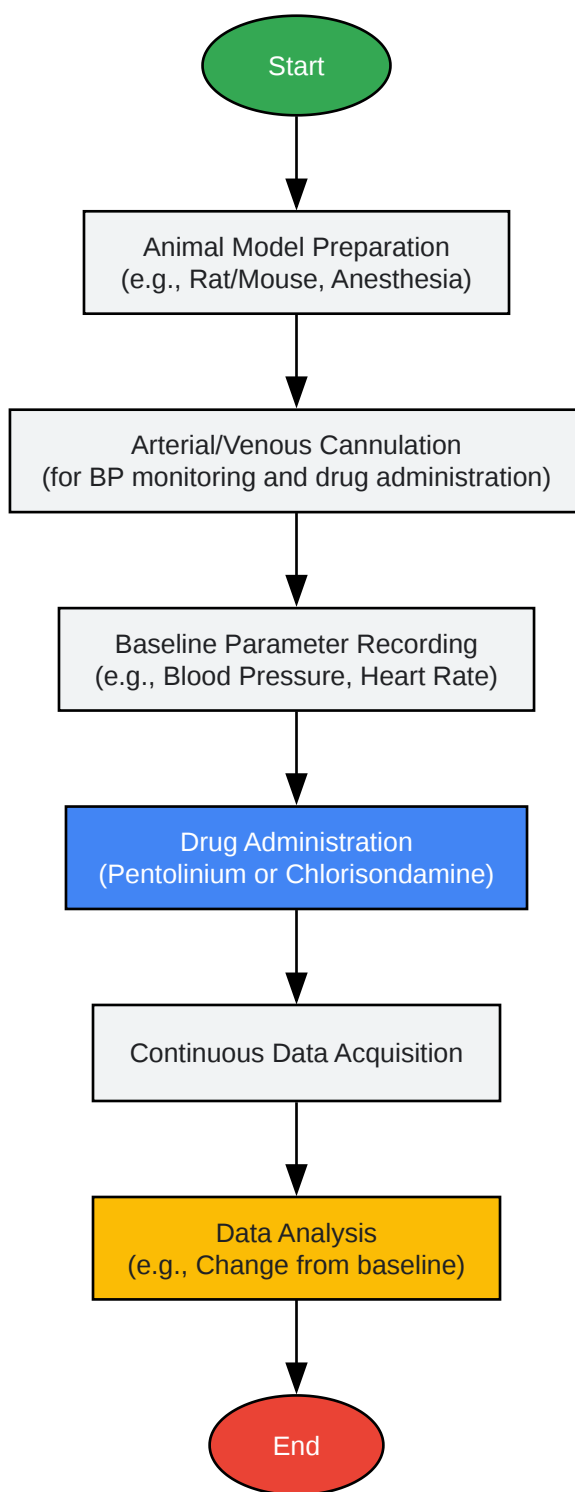 Start
Animal Model Preparation
(e.g., Rat/Mouse, Anesthesia)
Arterial/Venous Cannulation
(for BP monitoring and drug administration)
Baseline Parameter Recording
(e.g., Blood Pressure, Heart Rate)
Drug Administration
(Pentolinium or Chlorisondamine)
Continuous Data Acquisition
Data Analysis
(e.g., Change from baseline)
End